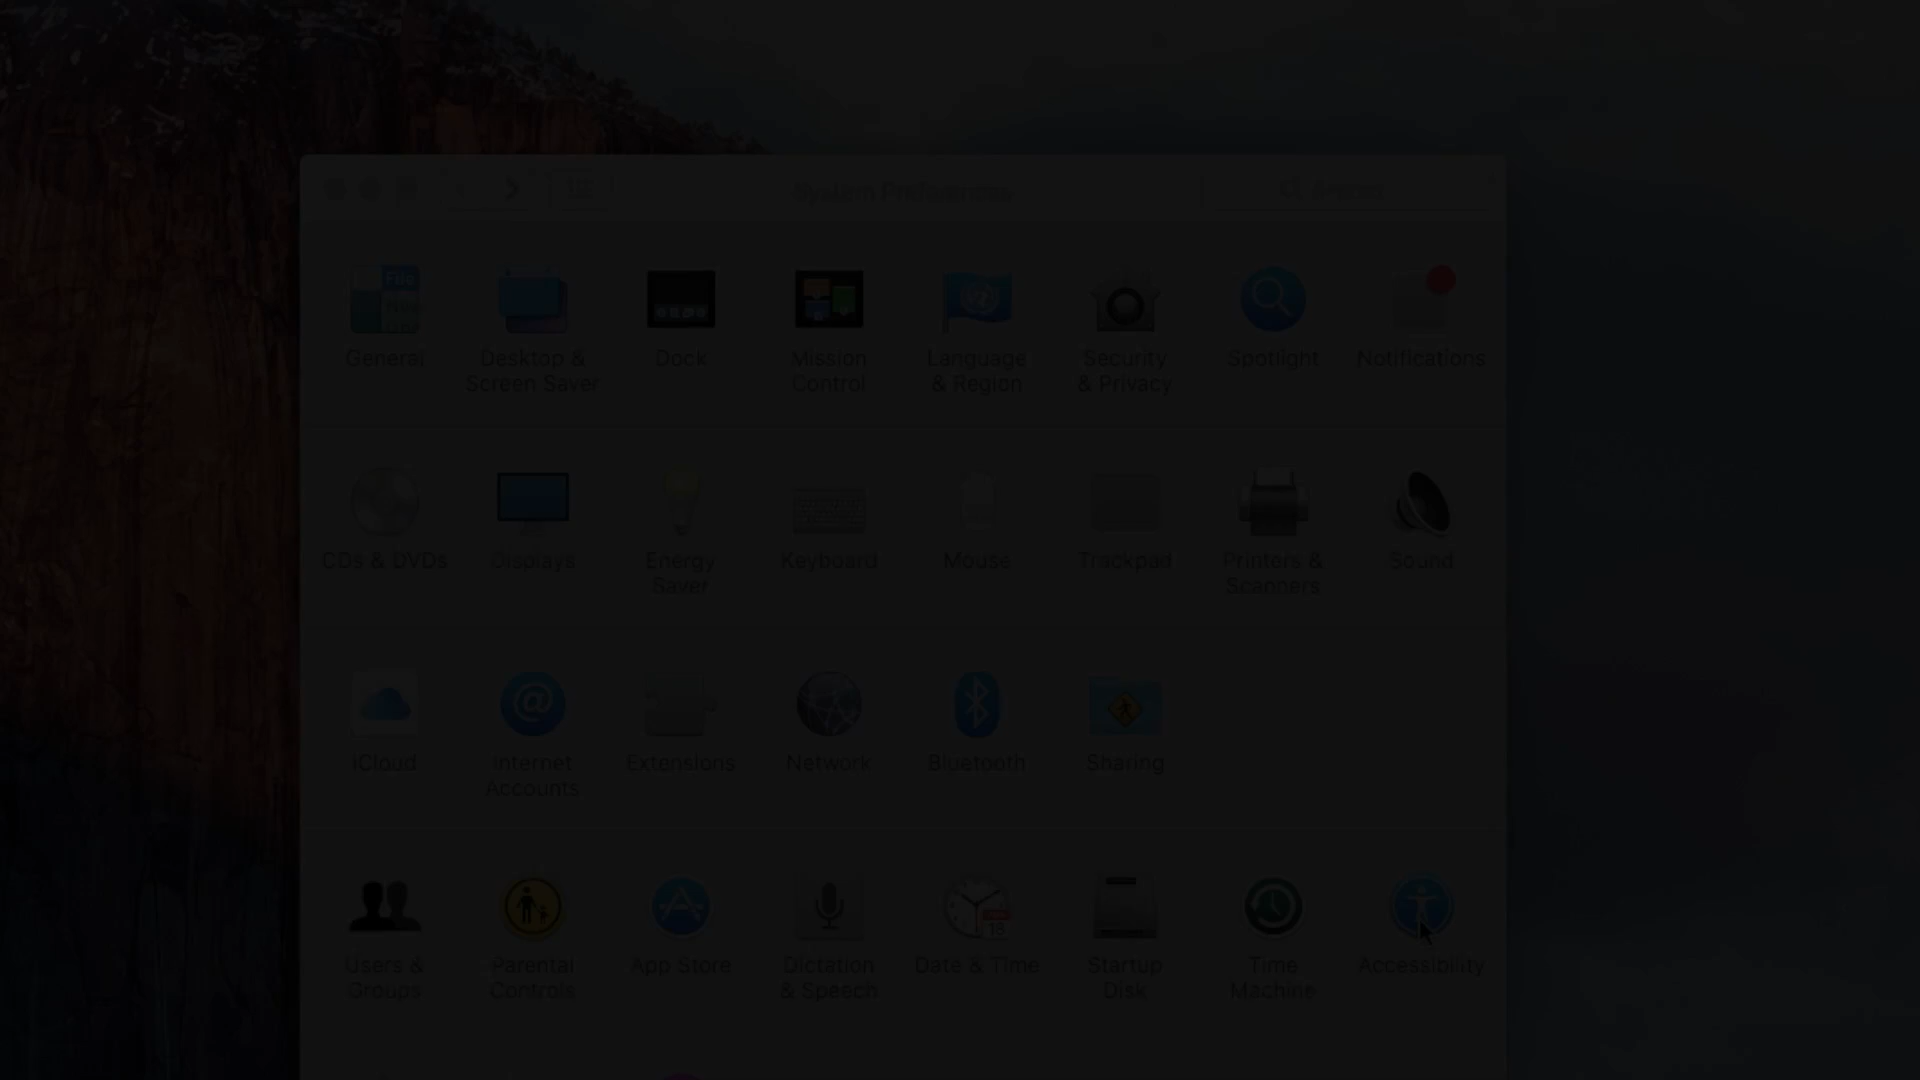 System Preferences
Search
File
General
Desktop &
Screen Saver
Dock
Mission
Control
Language
& Region
Security
& Privacy
Spotlight
Notifications
CDs & DVDs
Displays
Energy
Saver
Keyboard
Mouse
Trackpad
Printers &
Scanners
Sound
iCloud
Internet
Accounts
Extensions
Network
Bluetooth
Sharing
18
Users &
Groups
Parental
Controls
App Store
Dictation
& Speech
Date & Time
Startup
Disk
Time
Machine
Accessibility